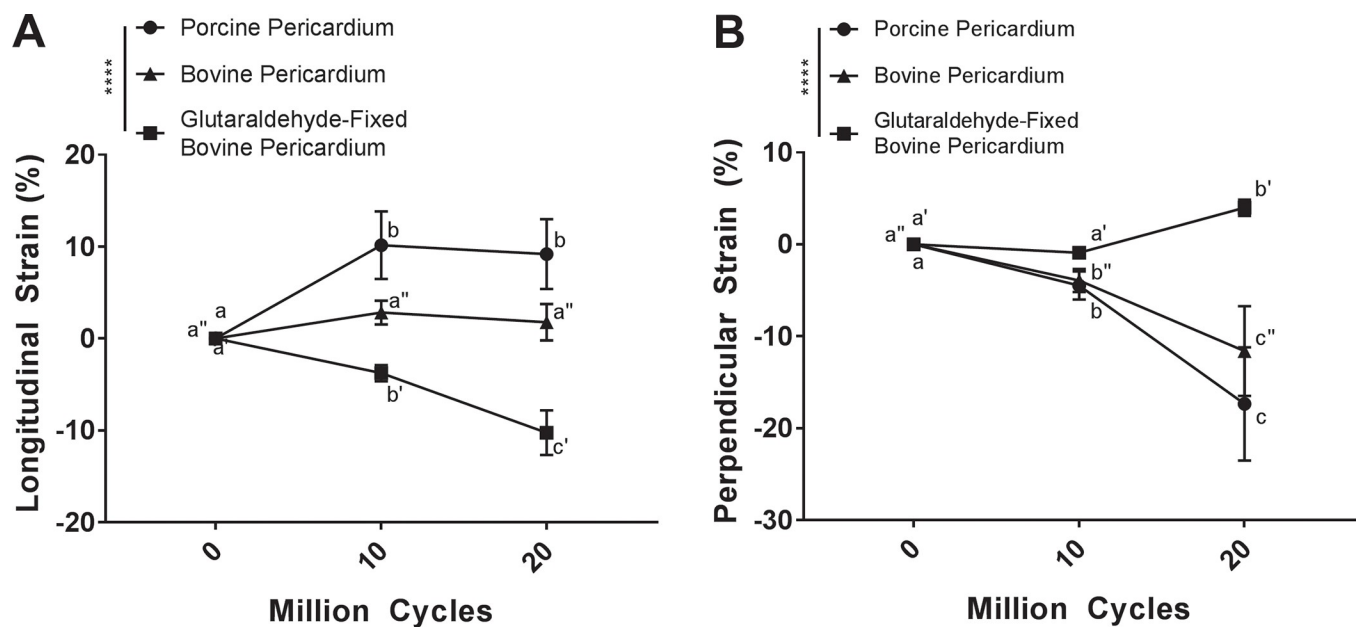 A
****
Porcine Pericardium
Bovine Pericardium
Glutaraldehyde-Fixed
Bovine Pericardium
Longitudinal Strain (%)
20
10
0
-10
-20
a
a"
a'
b
a"
b'
b
a"
c'
0
10
20
Million Cycles
B
****
Porcine Pericardium
Bovine Pericardium
Glutaraldehyde-Fixed
Bovine Pericardium
Perpendicular Strain (%)
10
0
-10
-20
-30
a'
a"
a
a'
b"
b
b'
c"
c
0
10
20
Million Cycles